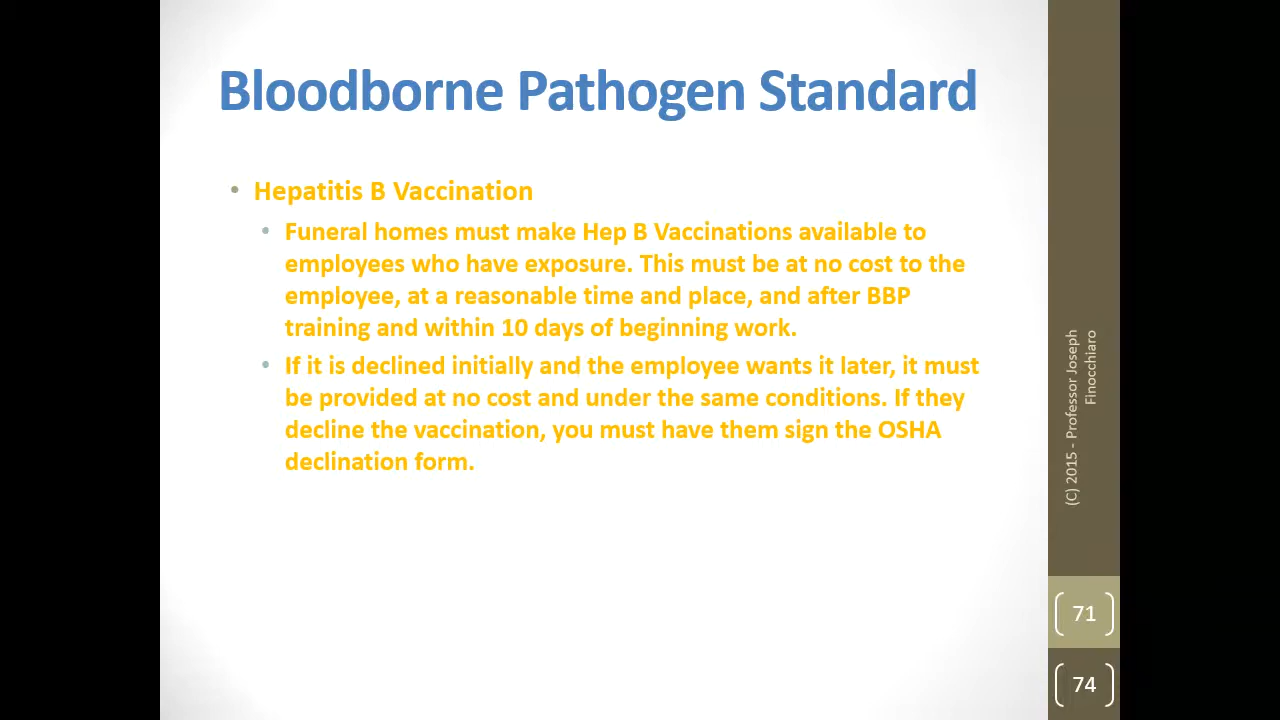 Bloodborne Pathogen Standard
• Hepatitis B Vaccination
• Funeral homes must make Hep B Vaccinations available to
employees who have exposure. This must be at no cost to the
employee, at a reasonable time and place, and after BBP
training and within 10 days of beginning work.
• If it is declined initially and the employee wants it later, it must
be provided at no cost and under the same conditions. If they
decline the vaccination, you must have them sign the OSHA
declination form.
(C) 2015 - Professor Joseph
Finocchiaro
71
74